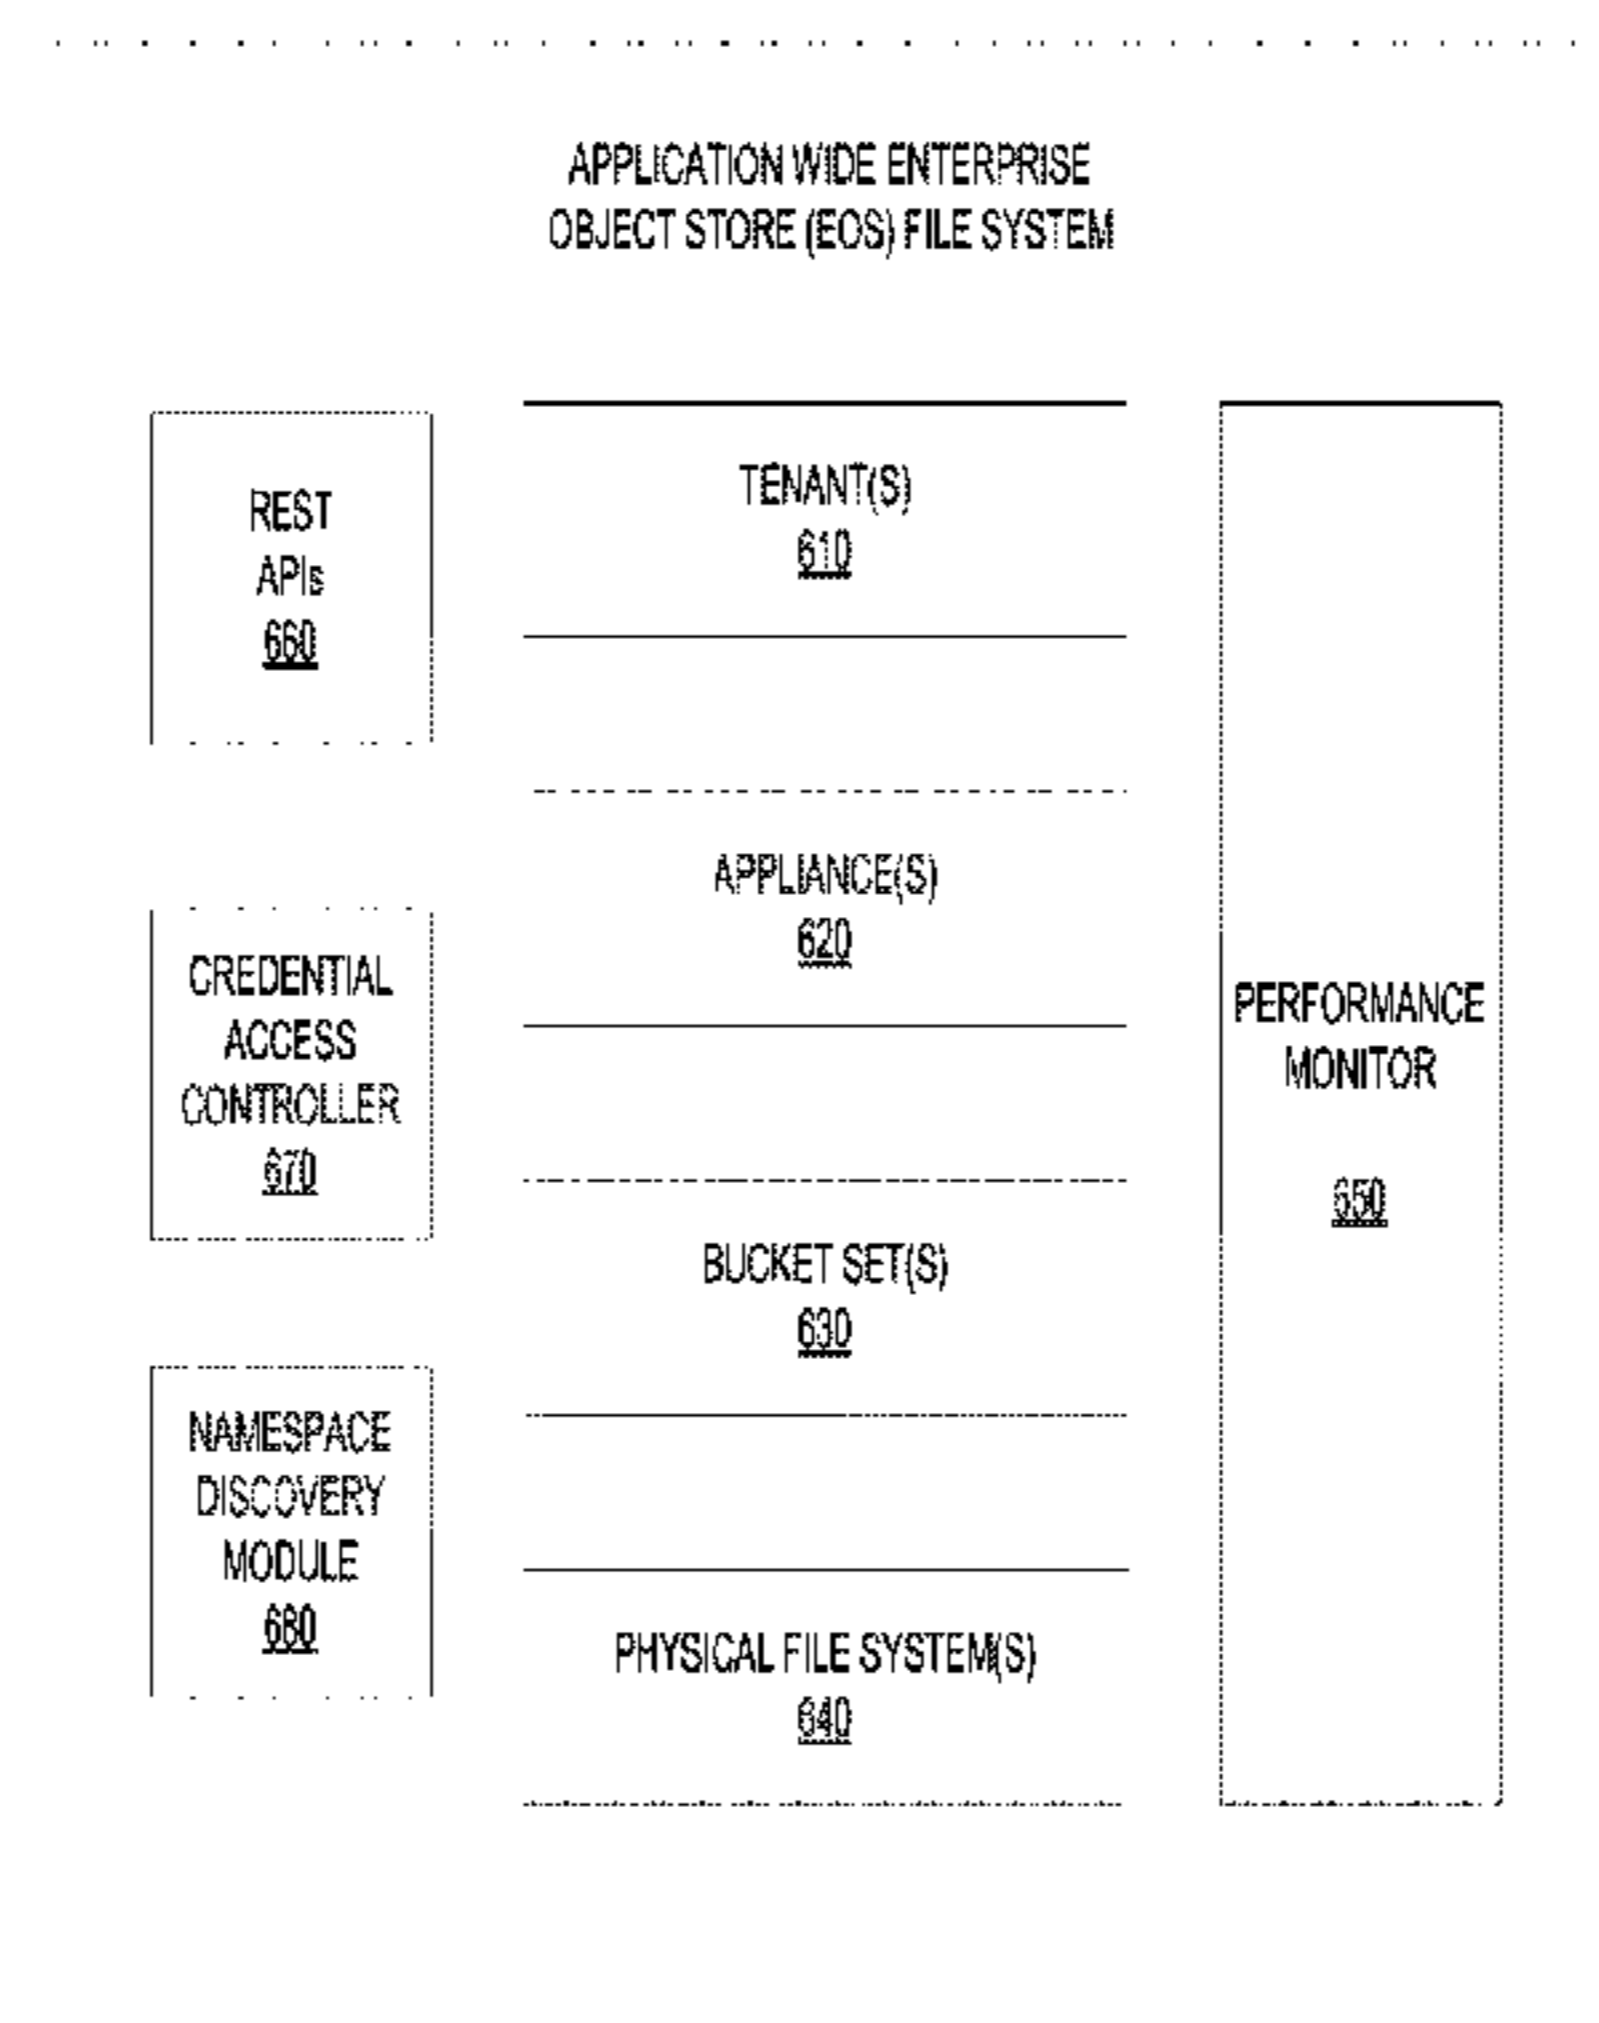 APPLICATION WIDE ENTERPRISE
OBJECT STORE (EOS) FILE SYSTEM
REST
APIs
660
TENANT(S)
610
APPLIANCE(S)
620
CREDENTIAL
ACCESS
CONTROLLER
670
BUCKET SET(S)
630
NAMESPACE
DISCOVERY
MODULE
680
PHYSICAL FILE SYSTEM(S)
640
PERFORMANCE
MONITOR
650